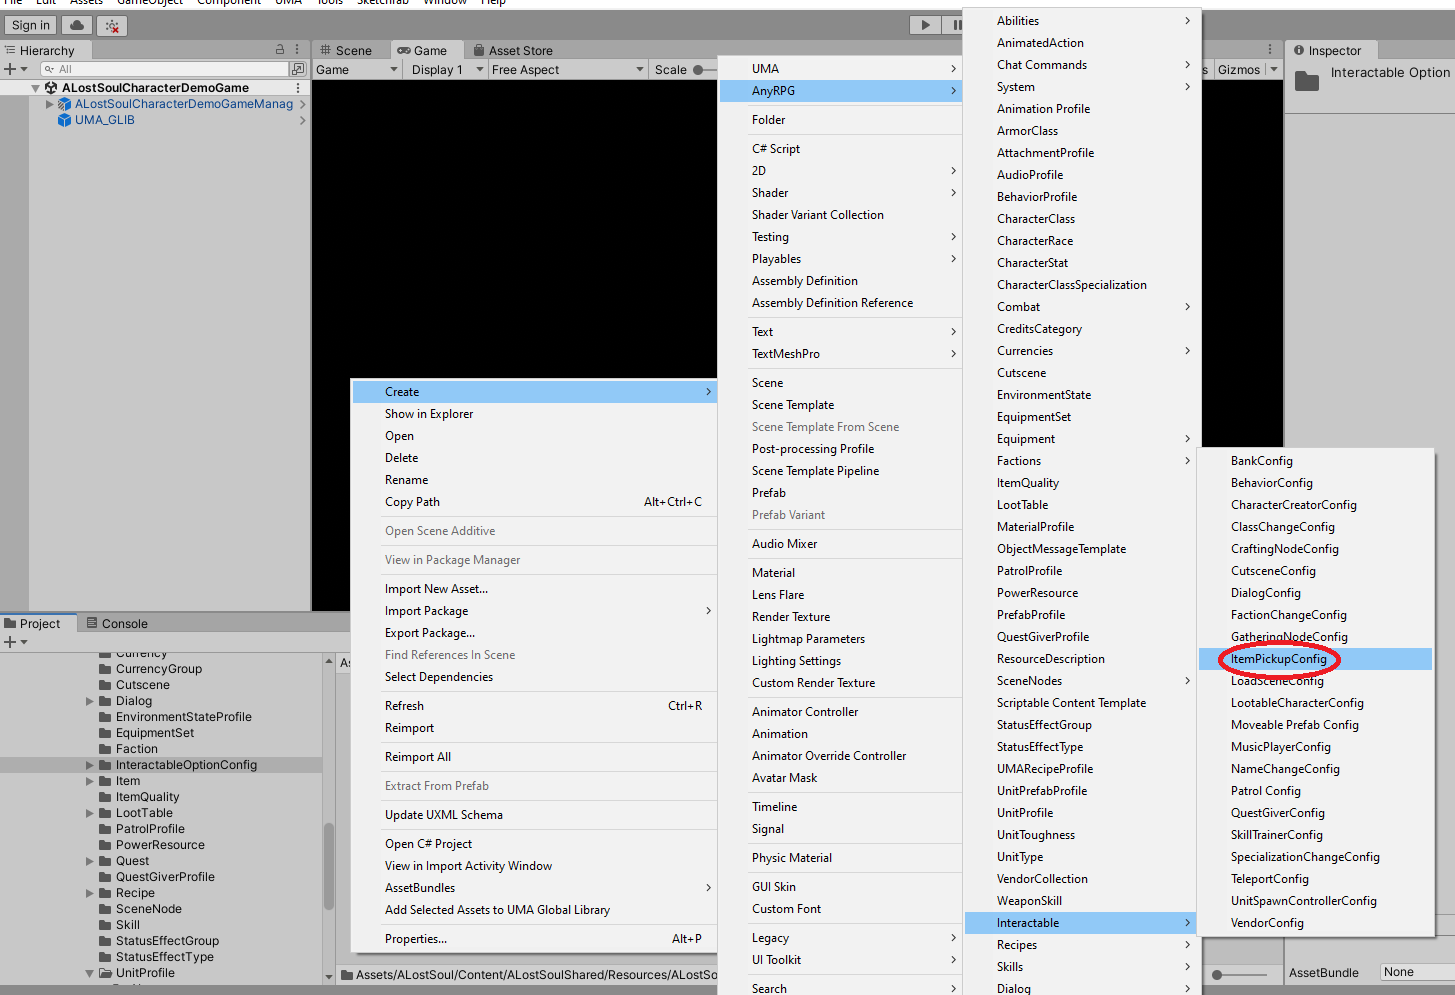 File Edit Assets GameObject Component UMA Tools Sketchfab Window Help
Sign in
Hierarchy
All
ALostSoulCharacterDemoGame
ALostSoulCharacterDemoGameManag
UMA_GLIB
Scene
Game
Asset Store
Game
Display 1
Free Aspect
Scale
Gizmos
Inspector
Interactable Option
Project
Console
Currency
CurrencyGroup
Cutscene
Dialog
EnvironmentStateProfile
EquipmentSet
Faction
InteractableOptionConfig
Item
ItemQuality
LootTable
PatrolProfile
PowerResource
Quest
QuestGiverProfile
Recipe
SceneNode
Skill
StatusEffectGroup
StatusEffectType
UnitProfile
Create
Show in Explorer
Open
Delete
Rename
Copy Path Alt+Ctrl+C
Open Scene Additive
View in Package Manager
Import New Asset...
Import Package
Export Package...
Find References In Scene
Select Dependencies
Refresh Ctrl+R
Reimport
Reimport All
Extract From Prefab
Update UXML Schema
Open C# Project
View in Import Activity Window
AssetBundles
Add Selected Assets to UMA Global Library
Properties... Alt+P
Assets/ALostSoul/Content/ALostSoulShared/Resources/ALostSo
UMA
AnyRPG
Folder
C# Script
2D
Shader
Shader Variant Collection
Testing
Playables
Assembly Definition
Assembly Definition Reference
Text
TextMeshPro
Scene
Scene Template
Scene Template From Scene
Post-processing Profile
Scene Template Pipeline
Prefab
Prefab Variant
Audio Mixer
Material
Lens Flare
Render Texture
Lightmap Parameters
Lighting Settings
Custom Render Texture
Animator Controller
Animation
Animator Override Controller
Avatar Mask
Timeline
Signal
Physic Material
GUI Skin
Custom Font
Legacy
UI Toolkit
Search
Abilities
AnimatedAction
Chat Commands
System
Animation Profile
ArmorClass
AttachmentProfile
AudioProfile
BehaviorProfile
CharacterClass
CharacterRace
CharacterStat
CharacterClassSpecialization
Combat
CreditsCategory
Currencies
Cutscene
EnvironmentState
EquipmentSet
Equipment
Factions
ItemQuality
LootTable
MaterialProfile
ObjectMessageTemplate
PatrolProfile
PowerResource
PrefabProfile
QuestGiverProfile
ResourceDescription
SceneNodes
Scriptable Content Template
StatusEffectGroup
StatusEffectType
UMARecipeProfile
UnitPrefabProfile
UnitProfile
UnitToughness
UnitType
VendorCollection
WeaponSkill
Interactable
Recipes
Skills
Dialog
BankConfig
BehaviorConfig
CharacterCreatorConfig
ClassChangeConfig
CraftingNodeConfig
CutsceneConfig
DialogConfig
FactionChangeConfig
GatheringNodeConfig
ItemPickupConfig
LoadSceneConfig
LootableCharacterConfig
Moveable Prefab Config
MusicPlayerConfig
NameChangeConfig
Patrol Config
QuestGiverConfig
SkillTrainerConfig
SpecializationChangeConfig
TeleportConfig
UnitSpawnControllerConfig
VendorConfig
AssetBundle
None